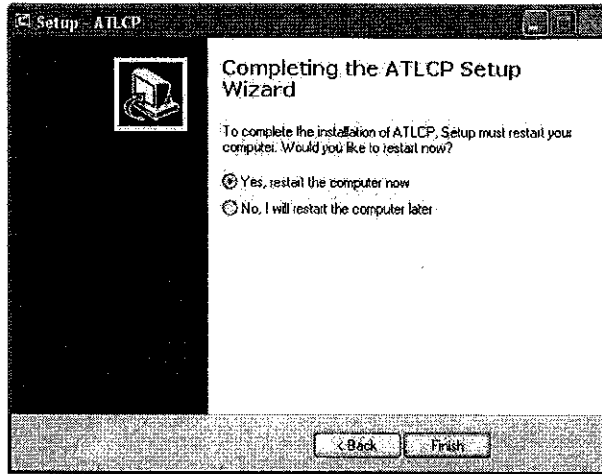 Setup - ATLCP
Completing the ATLCP Setup
Wizard
To complete the installation of ATLCP, Setup must restart your
computer. Would you like to restart now?
Yes, restart the computer now
No, I will restart the computer later
< Back
Finish